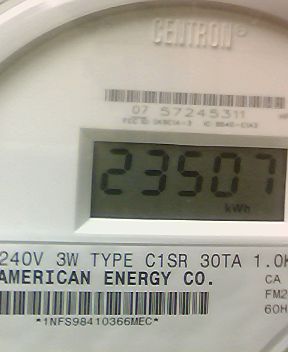 CENTRON®
07 57245311
23507
kWh
240V 3W TYPE C1SR 30TA 1.0K
AMERICAN ENERGY CO.
CA
FM2
60H
*1NFS98410366MEC*